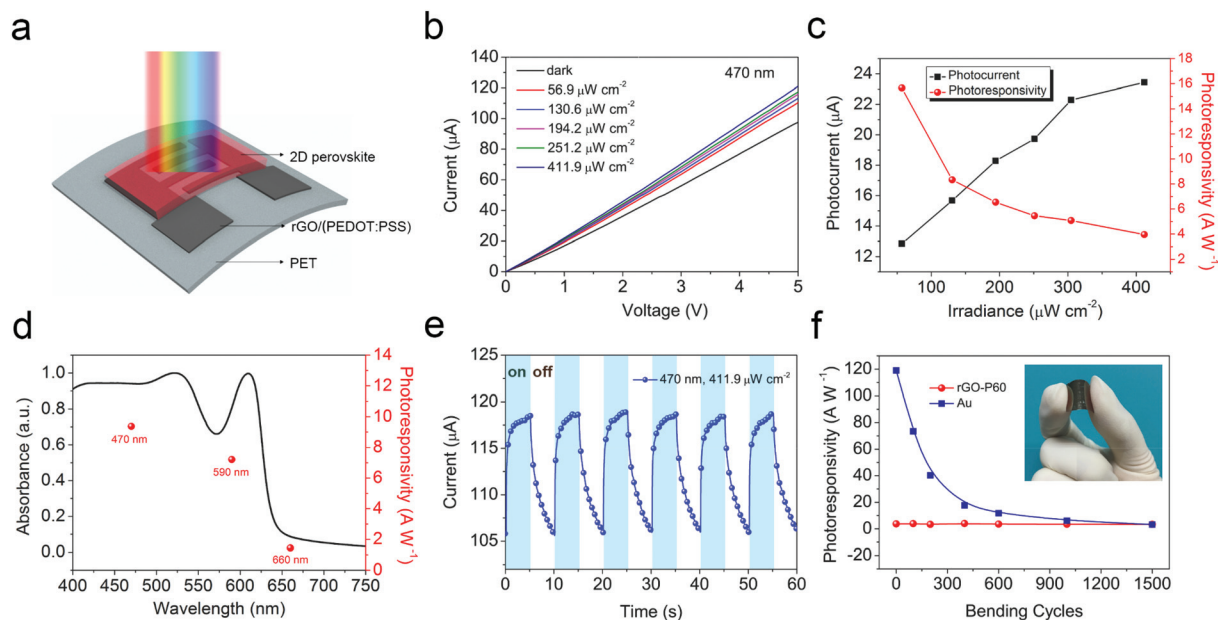 a
2D perovskite
rGO/(PEDOT:PSS)
PET
b
Current (μA)
140
120
100
80
60
40
20
0
dark
56.9 μW cm⁻²
130.6 μW cm⁻²
194.2 μW cm⁻²
251.2 μW cm⁻²
411.9 μW cm⁻²
470 nm
0 1 2 3 4 5
Voltage (V)
c
Photocurrent (μA)
24
22
20
18
16
14
12
Photocurrent
Photoresponsivity
18
16
14
12
10
8
6
4
2
Photoresponsivity (A W⁻¹)
100 200 300 400
Irradiance (μW cm⁻²)
d
Absorbance (a.u.)
1.0
0.8
0.6
0.4
0.2
0.0
470 nm
590 nm
660 nm
14
12
10
8
6
4
2
0
Photoresponsivity (A W⁻¹)
400 450 500 550 600 650 700 750
Wavelength (nm)
e
Current (μA)
125
120
115
110
105
100
on off
470 nm, 411.9 μW cm⁻²
0 10 20 30 40 50 60
Time (s)
f
Photoresponsivity (A W⁻¹)
120
100
80
60
40
20
0
-20
rGO-P60
Au
0 300 600 900 1200 1500
Bending Cycles